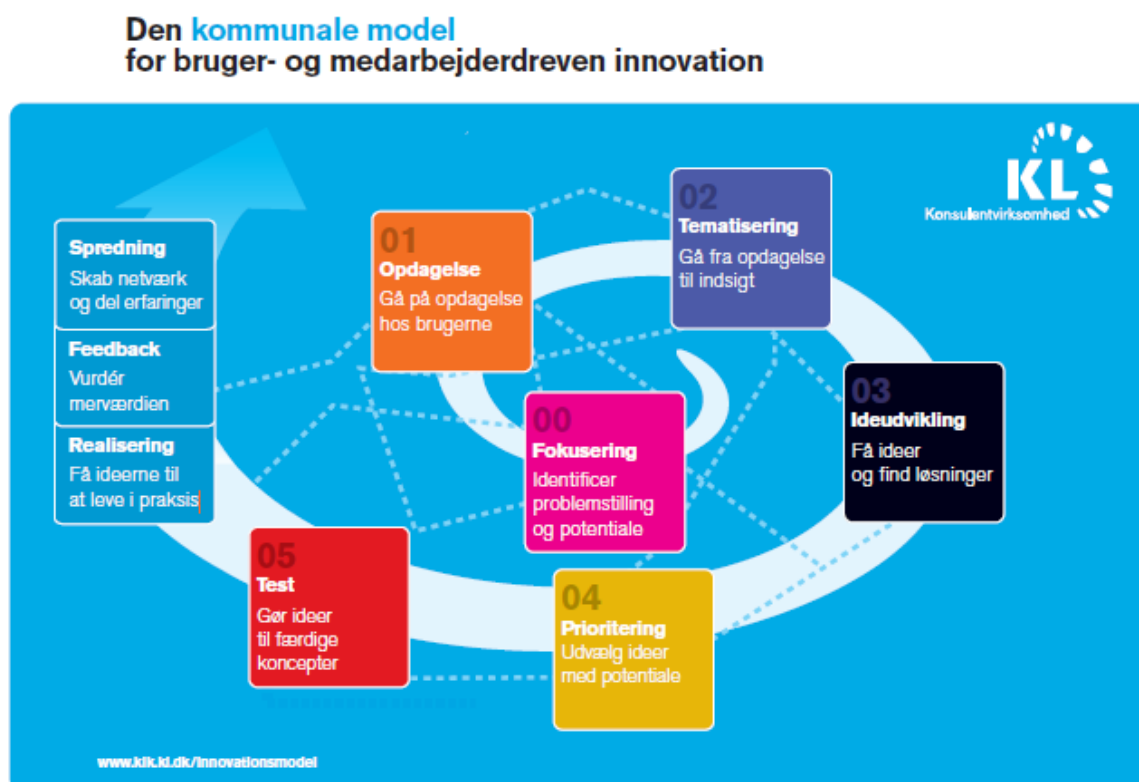 Den kommunale model
for bruger- og medarbejderdreven innovation
KL
Konsulentvirksomhed
01
Opdagelse
Gå på opdagelse
hos brugerne
02
Tematisering
Gå fra opdagelse
til indsigt
Spredning
Skab netværk
og del erfaringer
Feedback
Vurdér
merværdien
Realisering
Få ideerne til
at leve i praksis
00
Fokusering
Identificer
problemstilling
og potentiale
03
Ideudvikling
Få ideer
og find løsninger
05
Test
Gør ideer
til færdige
koncepter
04
Prioritering
Udvælg ideer
med potentiale
www.klk.kl.dk/innovationsmodel